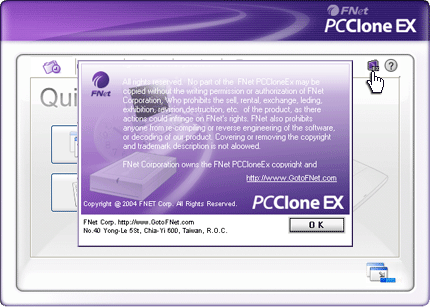 FNet
PCClone EX
Qui
FNet
All rights reserved. No part of the FNet PCCloneEx may be
copied without the writing permission or authorization of FNet
Corporation, Who prohibits the sell, rental, exchange, leding,
exhibition, revision,destruction, etc. of the product, as there
actions could infringe on FNet's rights. FNet also prohibits
anyone from re-compiling or reverse engineering of the software,
or decoding of our product. Covering or removing the copyright
and trademark description is not aloowed.
FNet Corporation owns the FNet PCCloneEx copyright and
http://www.GotoFNet.com
Copyright @ 2004 FNET Corp. All Rights Reserved.
PCClone EX
FNet Corp. http://www.GotoFNet.com
No.40 Yong-Le 5St, Chia-Yi 600, Taiwan, R.O.C.
OK